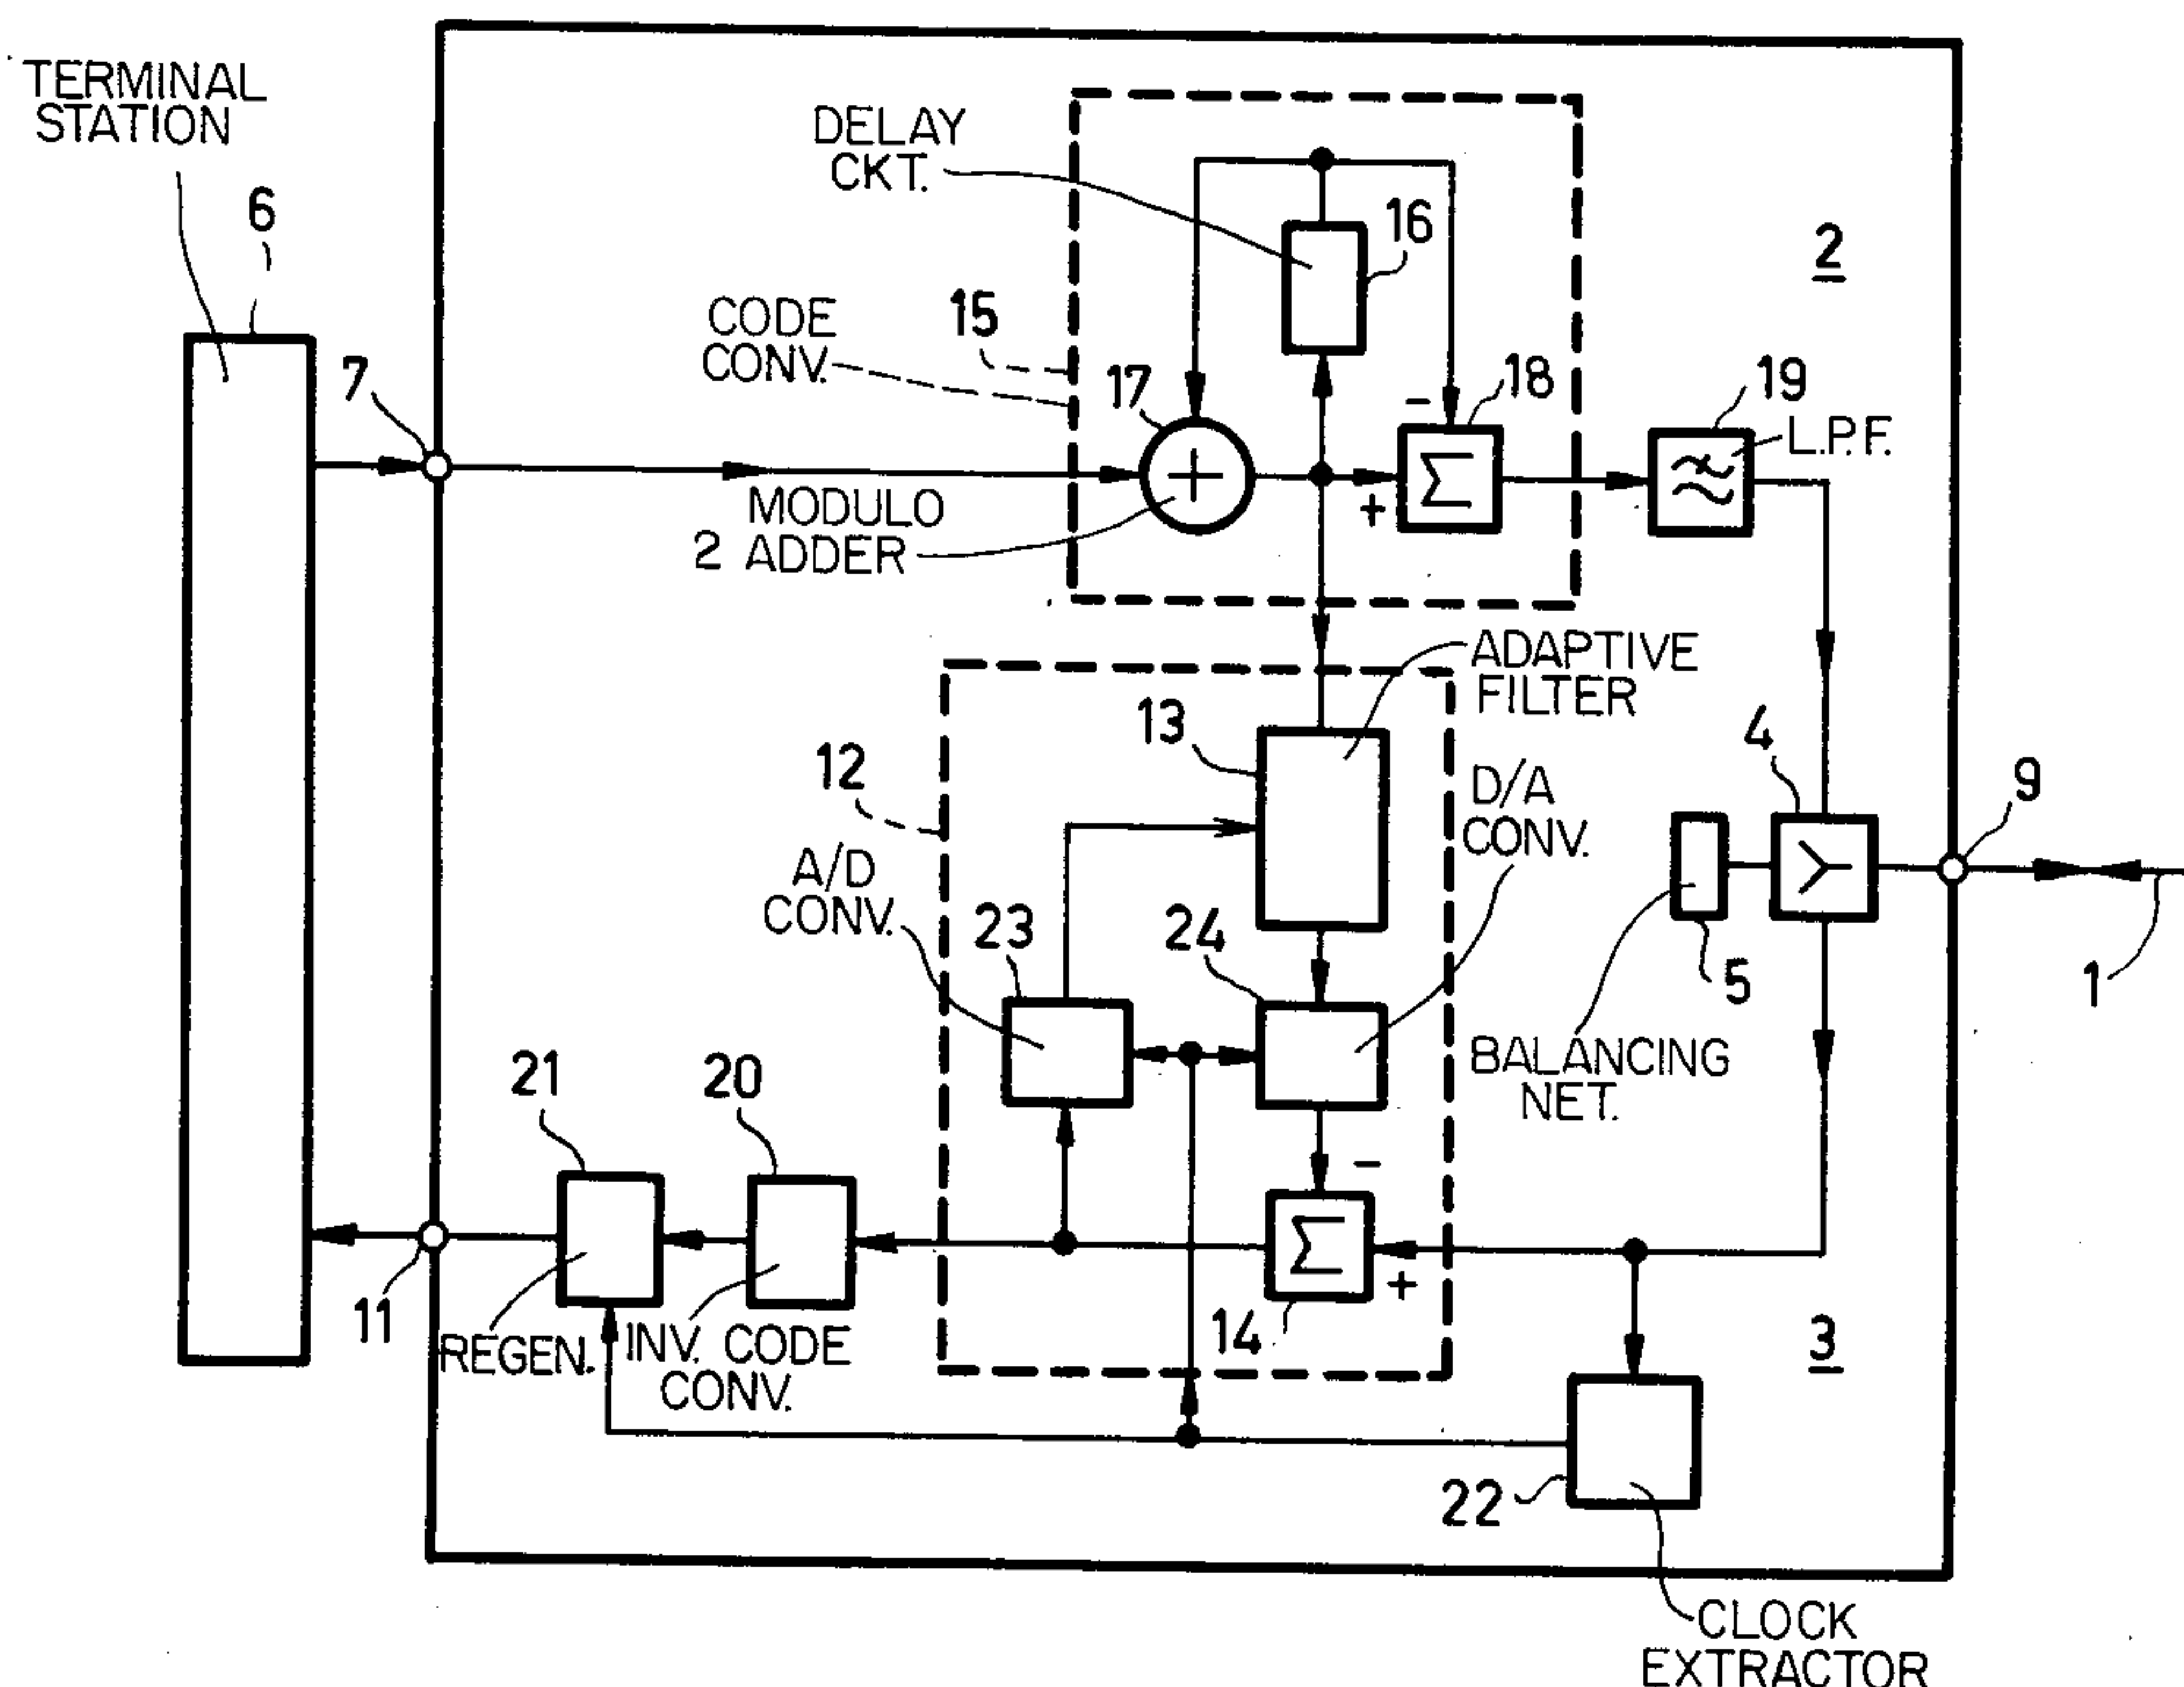 TERMINAL
STATION
6
DELAY
CKT.
16
2
CODE
CONV.
15
7
17
-
18
19
L.P.F.
+
+
Σ
MODULO
2 ADDER
ADAPTIVE
FILTER
13
4
12
D/A
CONV.
9
A/D
CONV.
23
24
5
1
BALANCING
NET.
21
20
-
Σ
+
11
REGEN.
INV. CODE
CONV.
14
3
22
CLOCK
EXTRACTOR